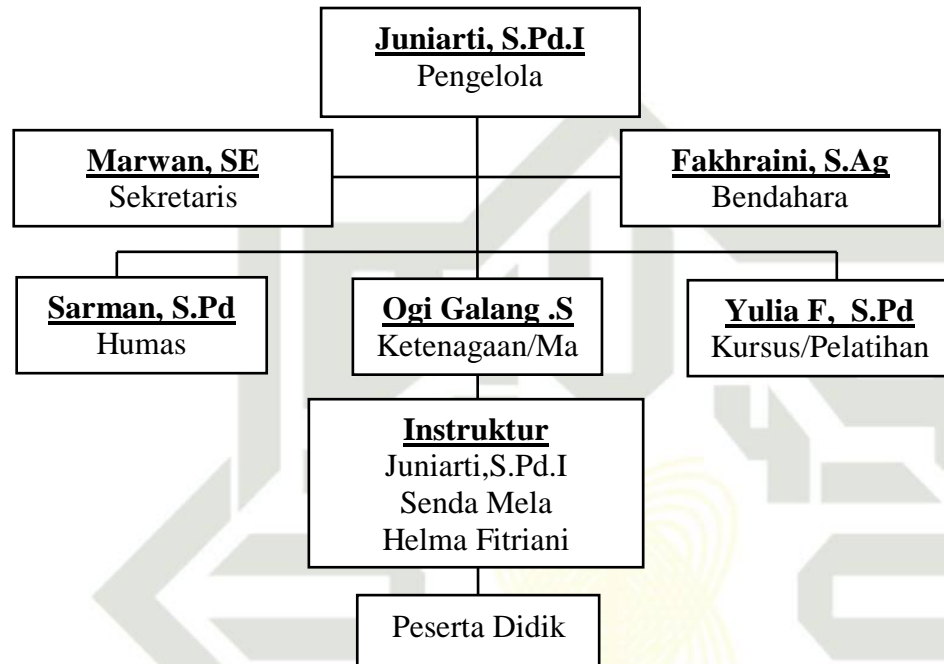 Juniarti, S.Pd.I
Pengelola
Marwan, SE
Sekretaris
Fakhraini, S.Ag
Bendahara
Sarman, S.Pd
Humas
Ogi Galang .S
Ketenagaan/Ma
Yulia F, S.Pd
Kursus/Pelatihan
Instruktur
Juniarti,S.Pd.I
Senda Mela
Helma Fitriani
Peserta Didik